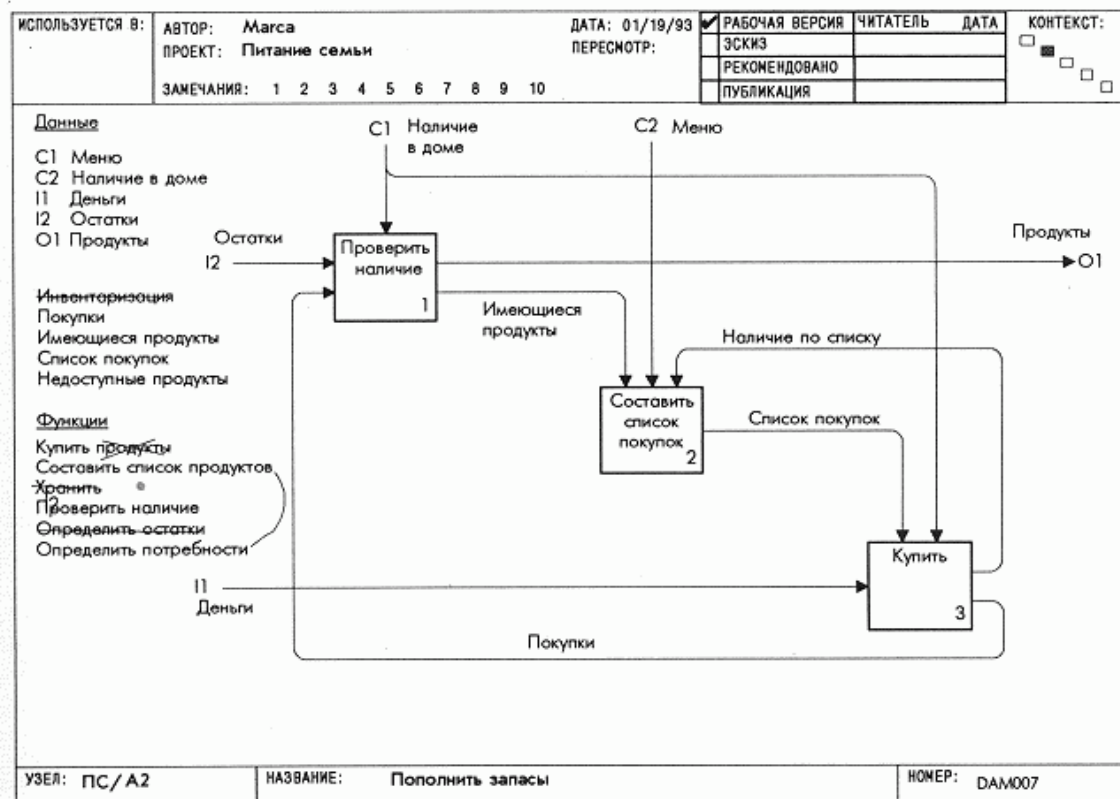 ИСПОЛЬЗУЕТСЯ В:
АВТОР: Marca
ДАТА: 01/19/93
ПРОЕКТ: Питание семьи
ПЕРЕСМОТР:
ЗАМЕЧАНИЯ: 1 2 3 4 5 6 7 8 9 10
РАБОЧАЯ ВЕРСИЯ
ЭСКИЗ
РЕКОМЕНДОВАНО
ПУБЛИКАЦИЯ
ЧИТАТЕЛЬ ДАТА
КОНТЕКСТ:
Данные
C1 Меню
C2 Наличие в доме
I1 Деньги
I2 Остатки
O1 Продукты
Инвентаризация
Покупки
Имеющиеся продукты
Список покупок
Недоступные продукты
Функции
Купить продукты
Составить список продуктов
Хранить
Проверить наличие
Определить остатки
Определить потребности
C1 Наличие
в доме
C2 Меню
Остатки
I2
Проверить
наличие
1
Продукты
O1
Имеющиеся
продукты
Наличие по списку
Составить
список
покупок
2
Список покупок
Купить
3
I1
Деньги
Покупки
УЗЕЛ: ПС/А2
НАЗВАНИЕ: Пополнить запасы
НОМЕР: DAM007